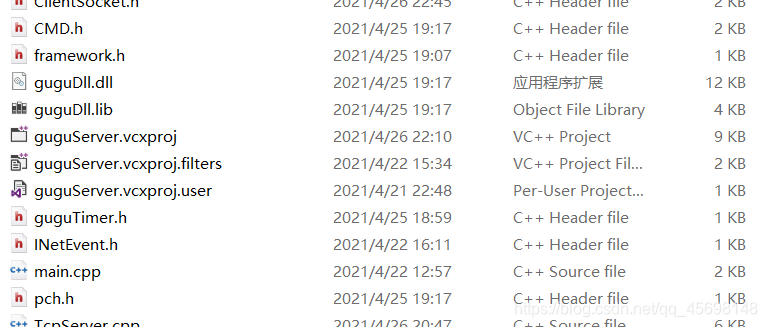 ClientSocket.h 2021/4/26 22:45 C++ Header file 2 KB
CMD.h 2021/4/25 19:17 C++ Header file 2 KB
framework.h 2021/4/25 19:07 C++ Header file 1 KB
guguDll.dll 2021/4/25 19:17 应用程序扩展 12 KB
guguDll.lib 2021/4/25 19:17 Object File Library 4 KB
guguServer.vcxproj 2021/4/26 22:10 VC++ Project 9 KB
guguServer.vcxproj.filters 2021/4/22 15:34 VC++ Project Fil... 2 KB
guguServer.vcxproj.user 2021/4/21 22:48 Per-User Project... 1 KB
guguTimer.h 2021/4/25 18:59 C++ Header file 1 KB
INetEvent.h 2021/4/22 16:11 C++ Header file 1 KB
main.cpp 2021/4/22 12:57 C++ Source file 2 KB
pch.h 2021/4/25 19:17 C++ Header file 1 KB
https://blog.csdn.net/qq_45698148
TcpServer.cpp 2021/4/26 20:47 C++ Source file 6 KB